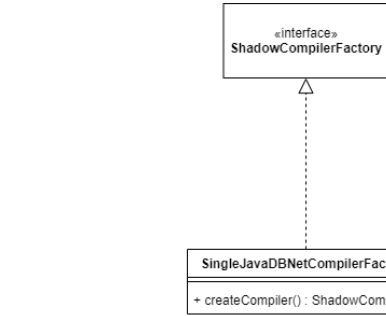 «interface»
ShadowCompilerFactory
SingleJavaDBNetCompilerFac
+ createCompiler() : ShadowCom